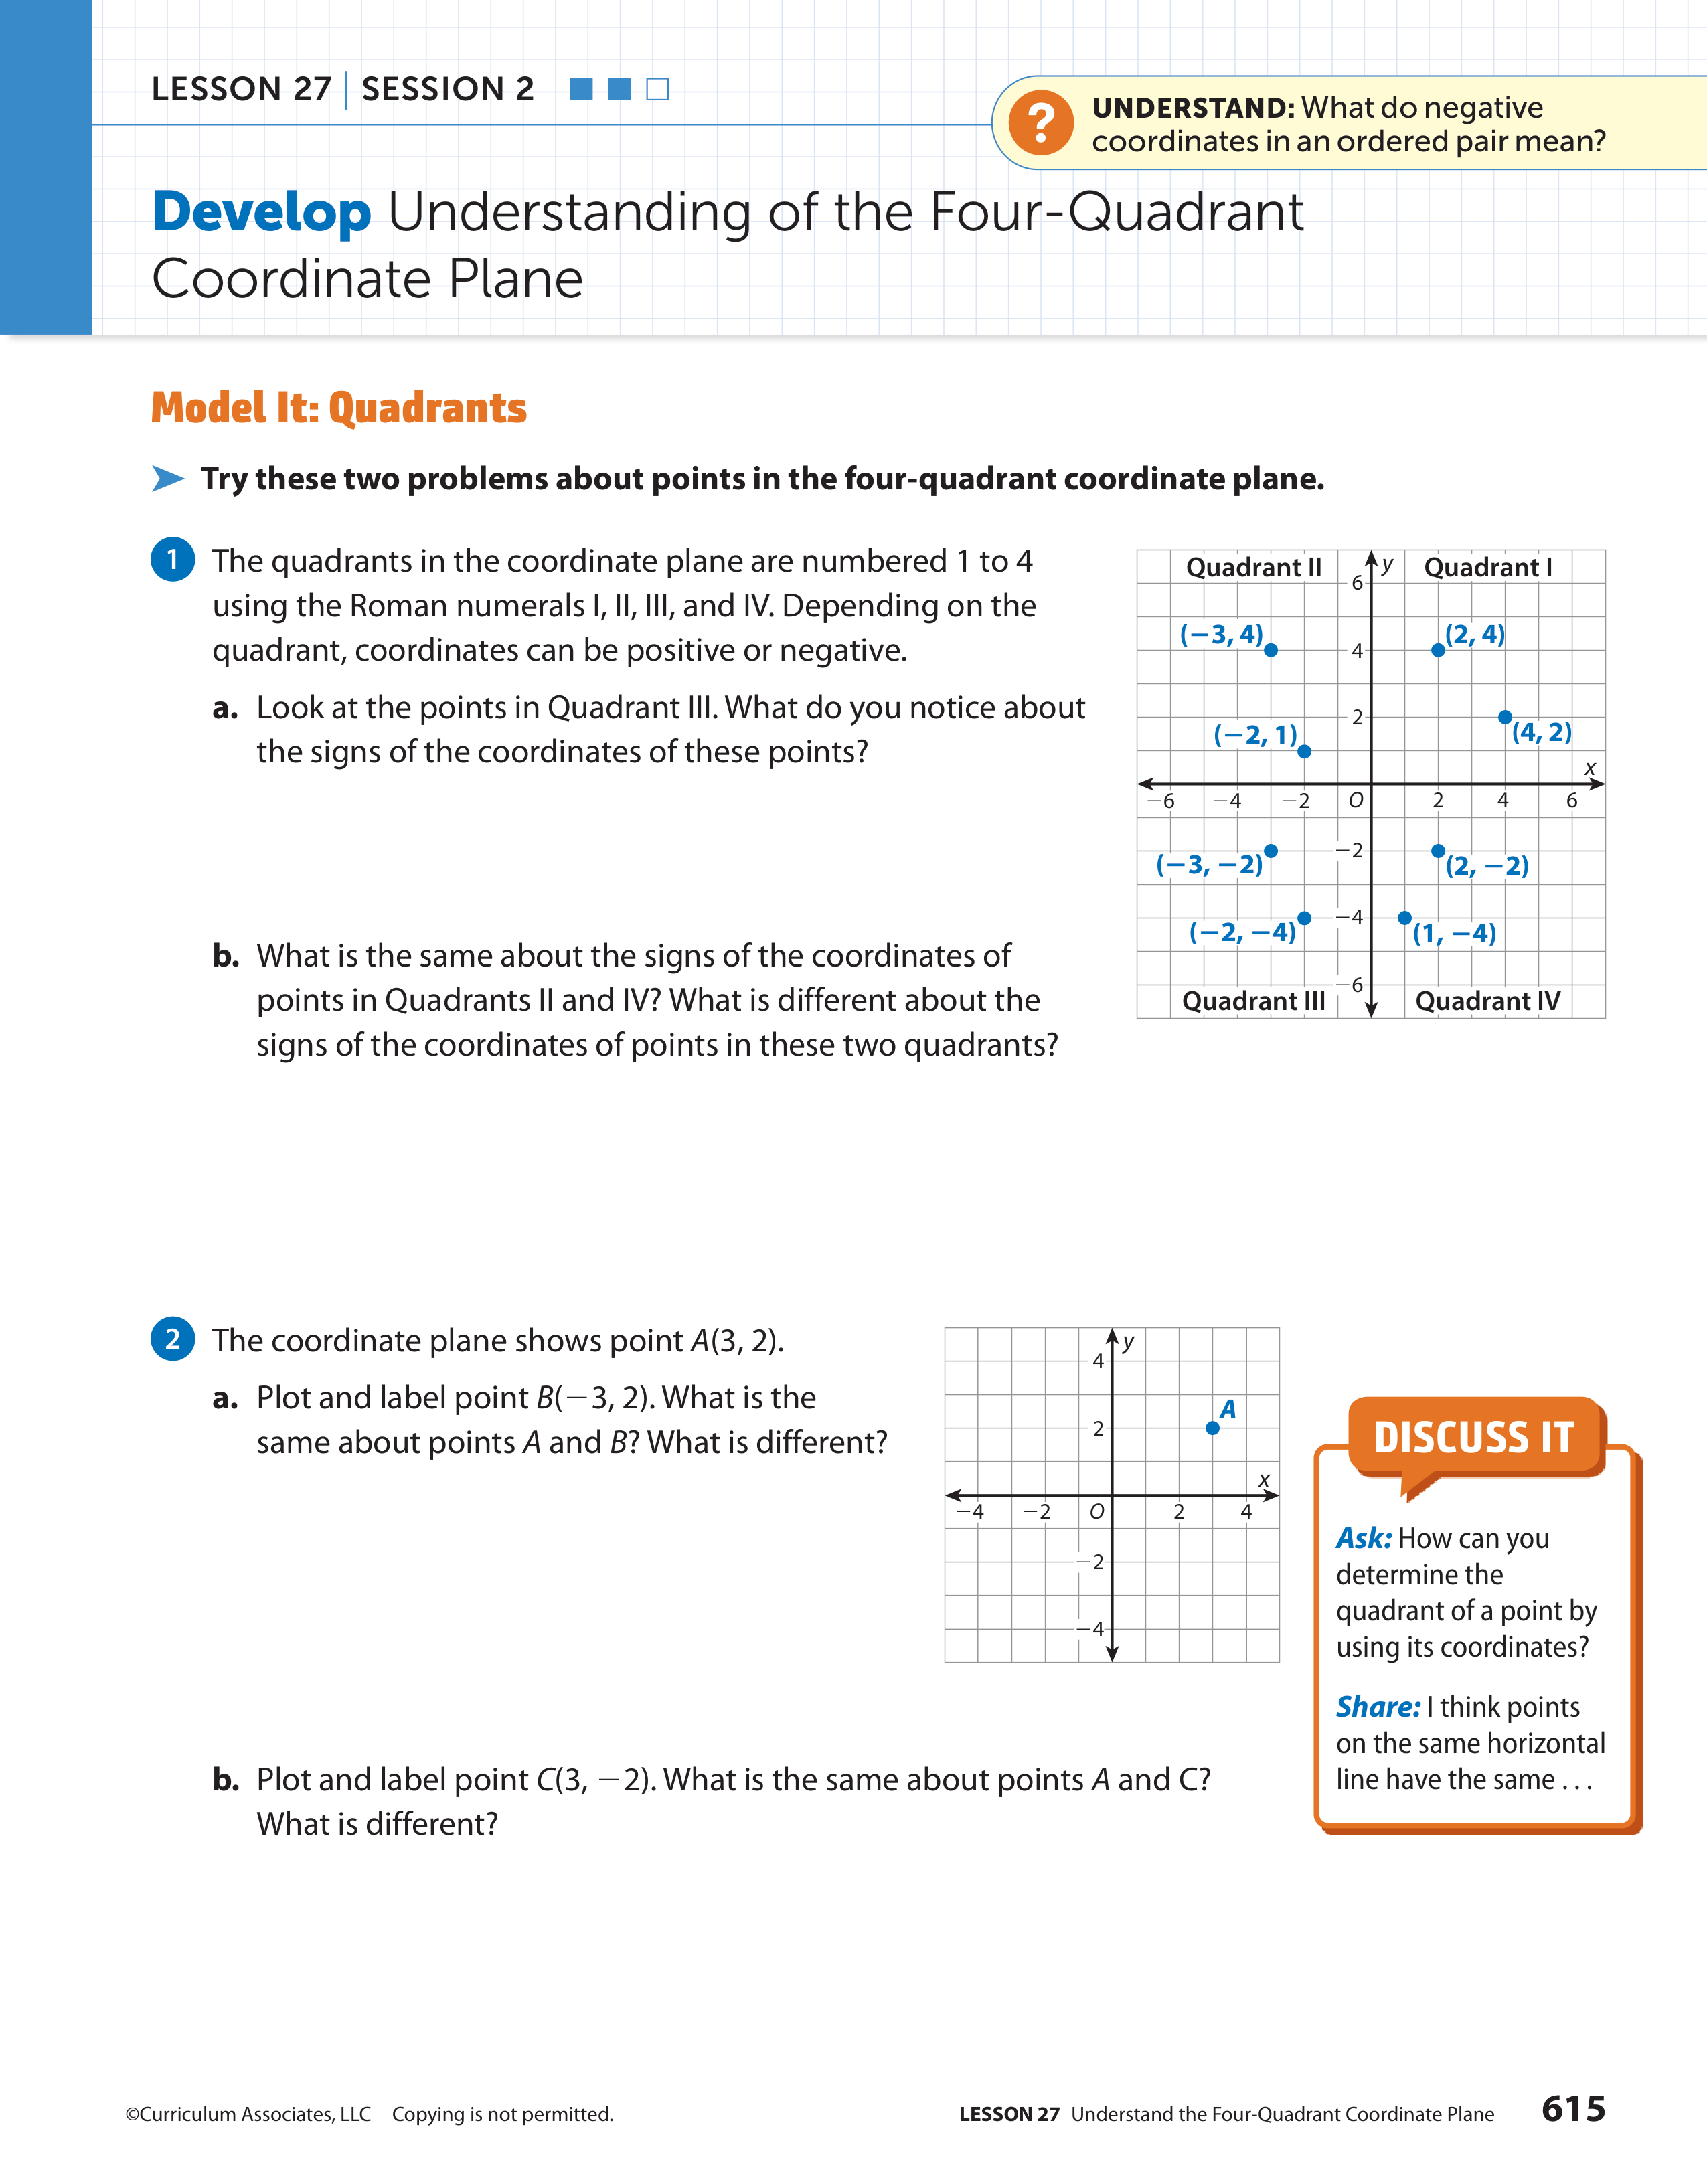 LESSON 27 | SESSION 2
UNDERSTAND: What do negative
coordinates in an ordered pair mean?
Develop Understanding of the Four-Quadrant
Coordinate Plane
Model It: Quadrants
Try these two problems about points in the four-quadrant coordinate plane.
1 The quadrants in the coordinate plane are numbered 1 to 4
using the Roman numerals I, II, III, and IV. Depending on the
quadrant, coordinates can be positive or negative.
a. Look at the points in Quadrant III. What do you notice about
the signs of the coordinates of these points?
b. What is the same about the signs of the coordinates of
points in Quadrants II and IV? What is different about the
signs of the coordinates of points in these two quadrants?
Quadrant II y Quadrant I
6
(−3, 4) (2, 4)
4
2
(−2, 1) (4, 2)
x
−6 −4 −2 O 2 4 6
−2
(−3, −2) (2, −2)
−4
(−2, −4) (1, −4)
−6
Quadrant III Quadrant IV
2 The coordinate plane shows point A(3, 2).
a. Plot and label point B(−3, 2). What is the
same about points A and B? What is different?
y
4
A
2
x
−4 −2 O 2 4
−2
−4
b. Plot and label point C(3, −2). What is the same about points A and C?
What is different?
DISCUSS IT
Ask: How can you
determine the
quadrant of a point by
using its coordinates?
Share: I think points
on the same horizontal
line have the same . . .
©Curriculum Associates, LLC Copying is not permitted.
LESSON 27 Understand the Four-Quadrant Coordinate Plane 615